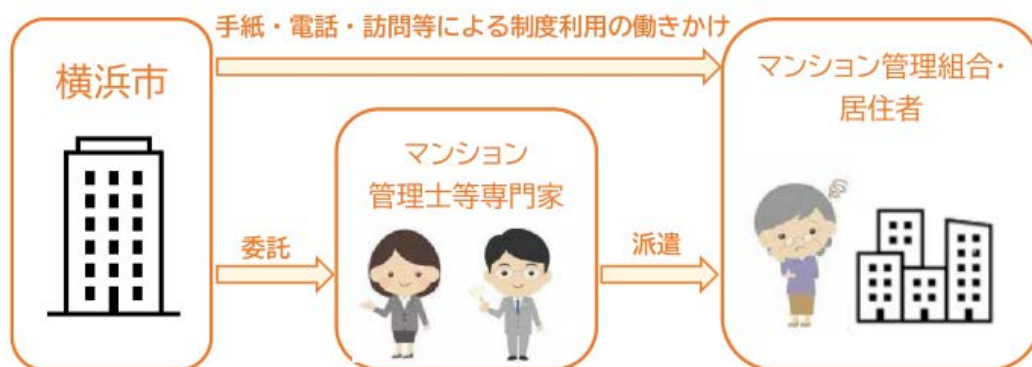 手紙・電話・訪問等による制度利用の働きかけ
横浜市
マンション
管理士等専門家
マンション管理組合・
居住者
委託
派遣